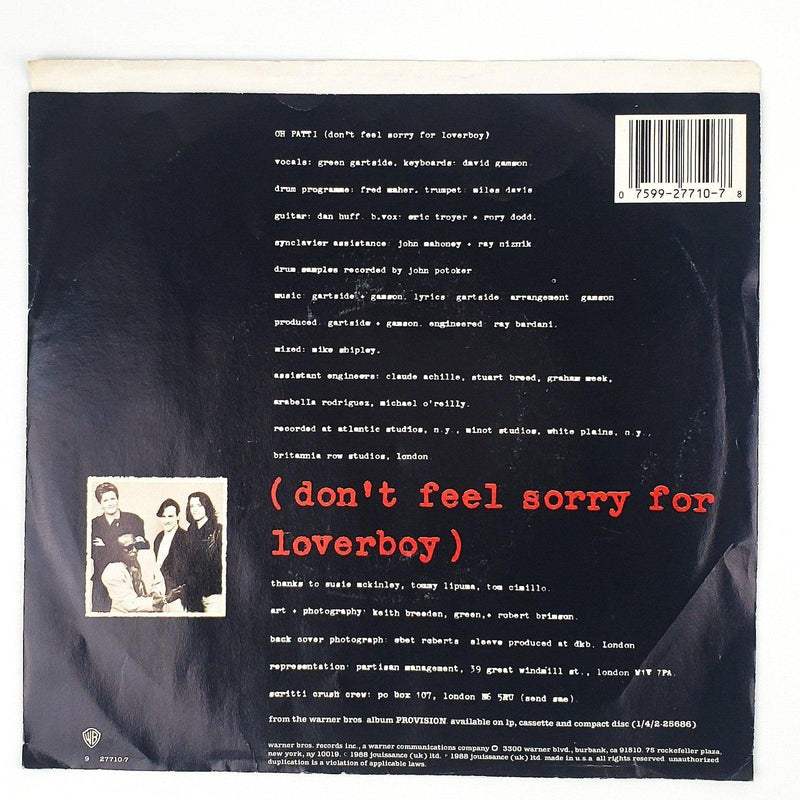 OH PATTI (don't feel sorry for loverboy)
vocals: green gartside, keyboards: david gamson.
drum programme: fred maher, trumpet: miles davis
guitar: dan huff. b.vox: eric troyer + rory dodd.
synclavier assistance: john mahoney + ray niznik
drum samples recorded by john potoker
music: gartside + gamson. lyrics: gartside arrangement gamson
produced: gartside + gamson. engineered: ray bardani.
mixed: mike shipley.
assistant engineers: claude achille, stuart breed, graham meek,
arabella rodriguez, michael o'reilly.
recorded at atlantic studios, n.y., minot studios, white plains, n.y.,
britannia row studios, london
(don't feel sorry for
loverboy)
thanks to susie mckinley, tommy lipuma, tom cimillo.
art + photography: keith breeden, green,+ robert brimson.
back cover photograph: ebet roberts sleeve produced at dkb. london
representation: partisan management, 39 great windmill st., london W1V 7PA.
scritti crush crew: po box 107, london N6 5RU (send sae).
from the warner bros. album PROVISION available on lp, cassette and compact disc (1/4/2-25686)
warner bros. records inc., a warner communications company 3300 warner blvd., burbank, ca 91510. 75 rockefeller plaza,
new york, ny 10019. © 1988 jouissance (uk) ltd. ℗ 1988 jouissance (uk) ltd. made in u.s.a. all rights reserved. unauthorized
duplication is a violation of applicable laws.
0 7599-27710-7 8
WB
9 27710-7